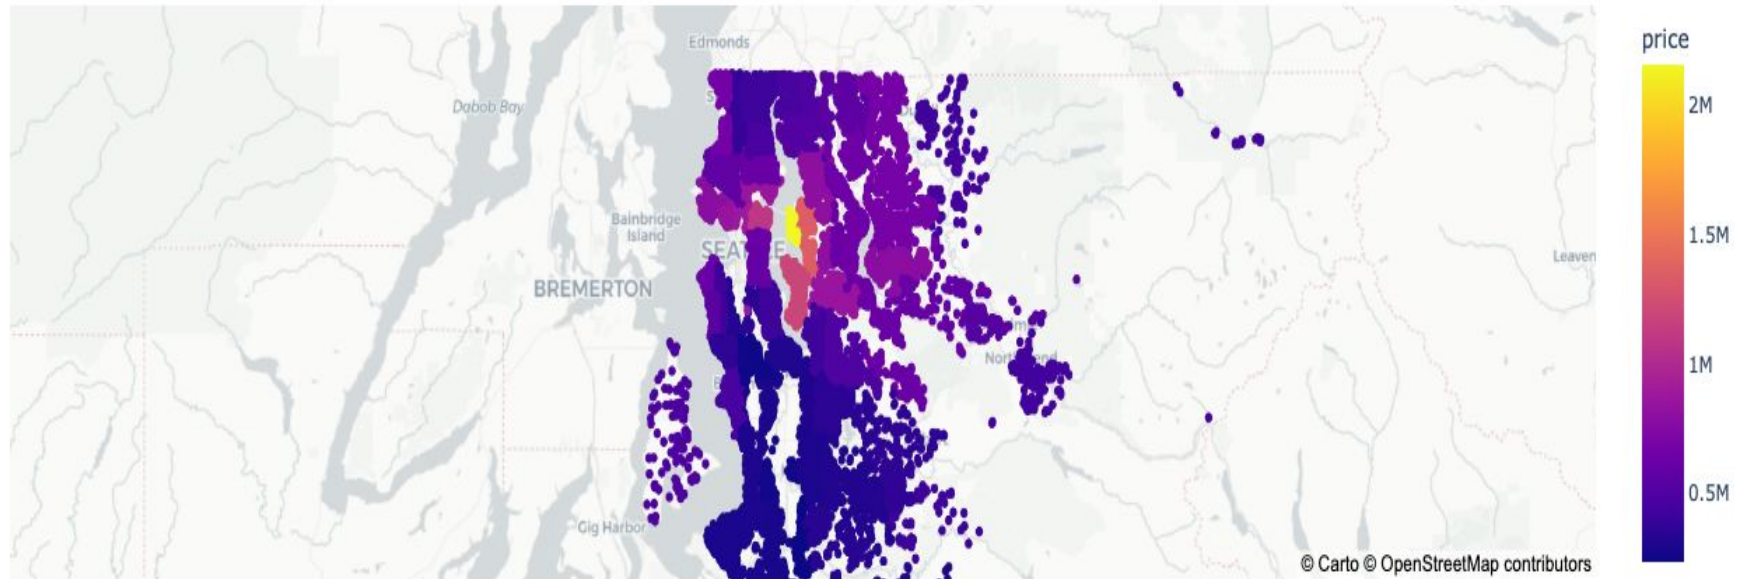 Edmonds
price
2M
Dabob Bay
Bainbridge
Island
SEATTLE
1.5M
Leaven
BREMERTON
1M
North Bend
0.5M
Gig Harbor
© Carto © OpenStreetMap contributors